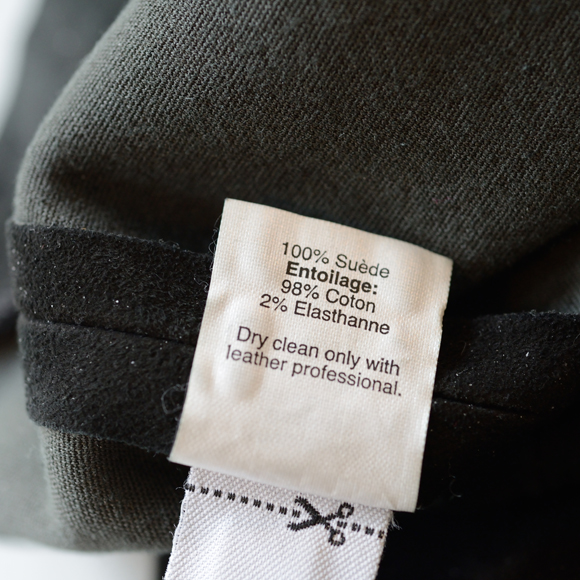 100% Suède
Entoilage:
98% Coton
2% Elasthanne
Dry clean only with
leather professional.